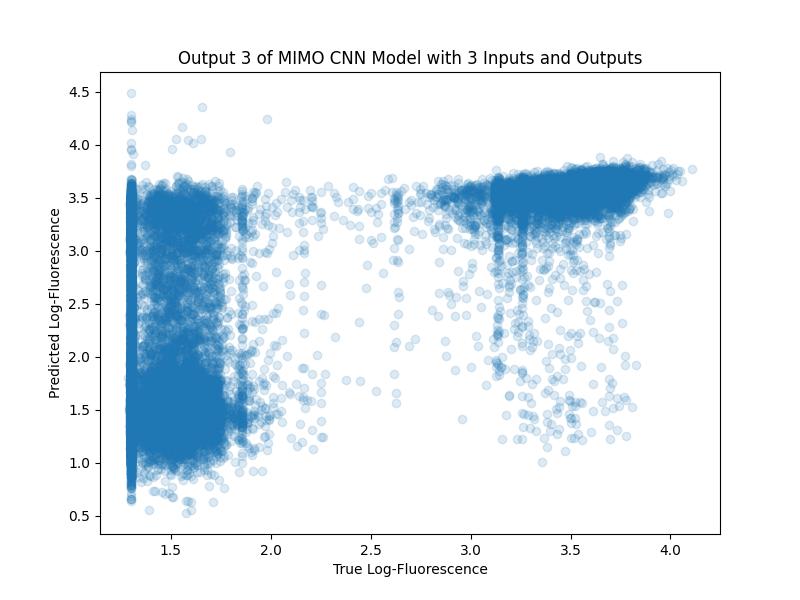 Output 3 of MIMO CNN Model with 3 Inputs and Outputs
4.5
4.0
3.5
3.0
2.5
2.0
1.5
1.0
0.5
Predicted Log-Fluorescence
1.5 2.0 2.5 3.0 3.5 4.0
True Log-Fluorescence